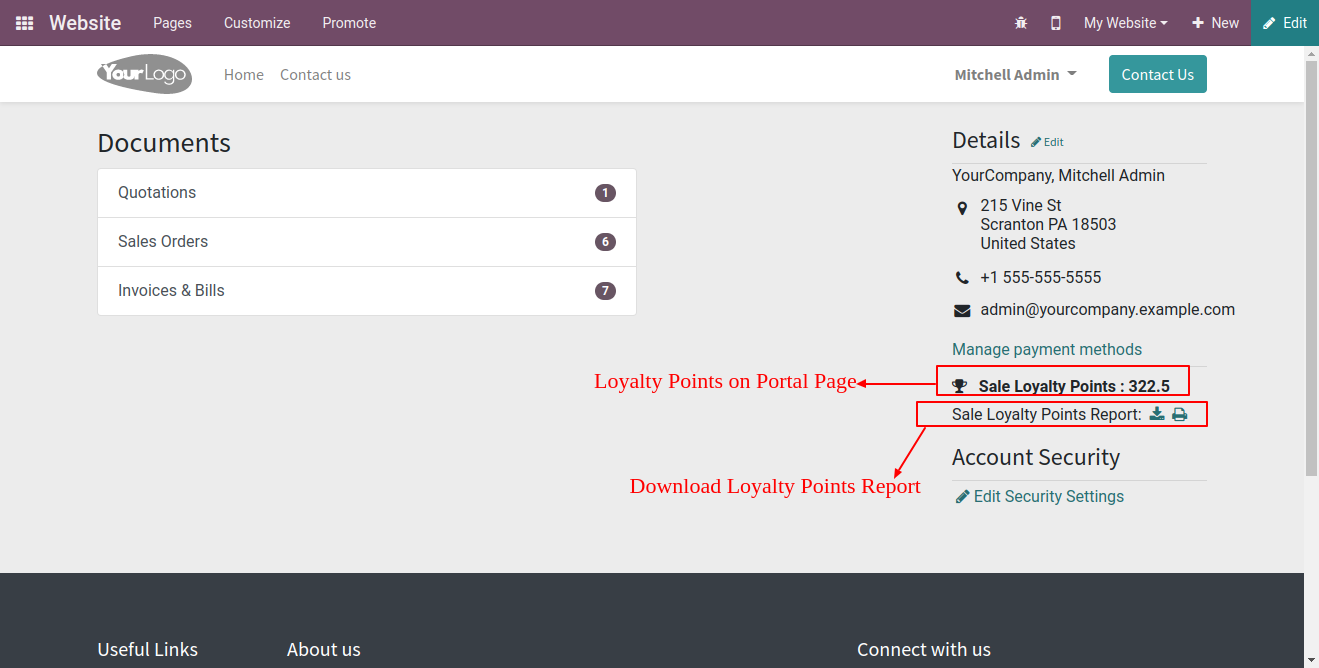 Website Pages Customize Promote My Website New Edit
YourLogo Home Contact us Mitchell Admin Contact Us
Documents
Quotations 1
Sales Orders 6
Invoices & Bills 7
Details Edit
YourCompany, Mitchell Admin
215 Vine St
Scranton PA 18503
United States
+1 555-555-5555
admin@yourcompany.example.com
Manage payment methods
Loyalty Points on Portal Page
Sale Loyalty Points : 322.5
Sale Loyalty Points Report:
Download Loyalty Points Report
Account Security
Edit Security Settings
Useful Links About us Connect with us